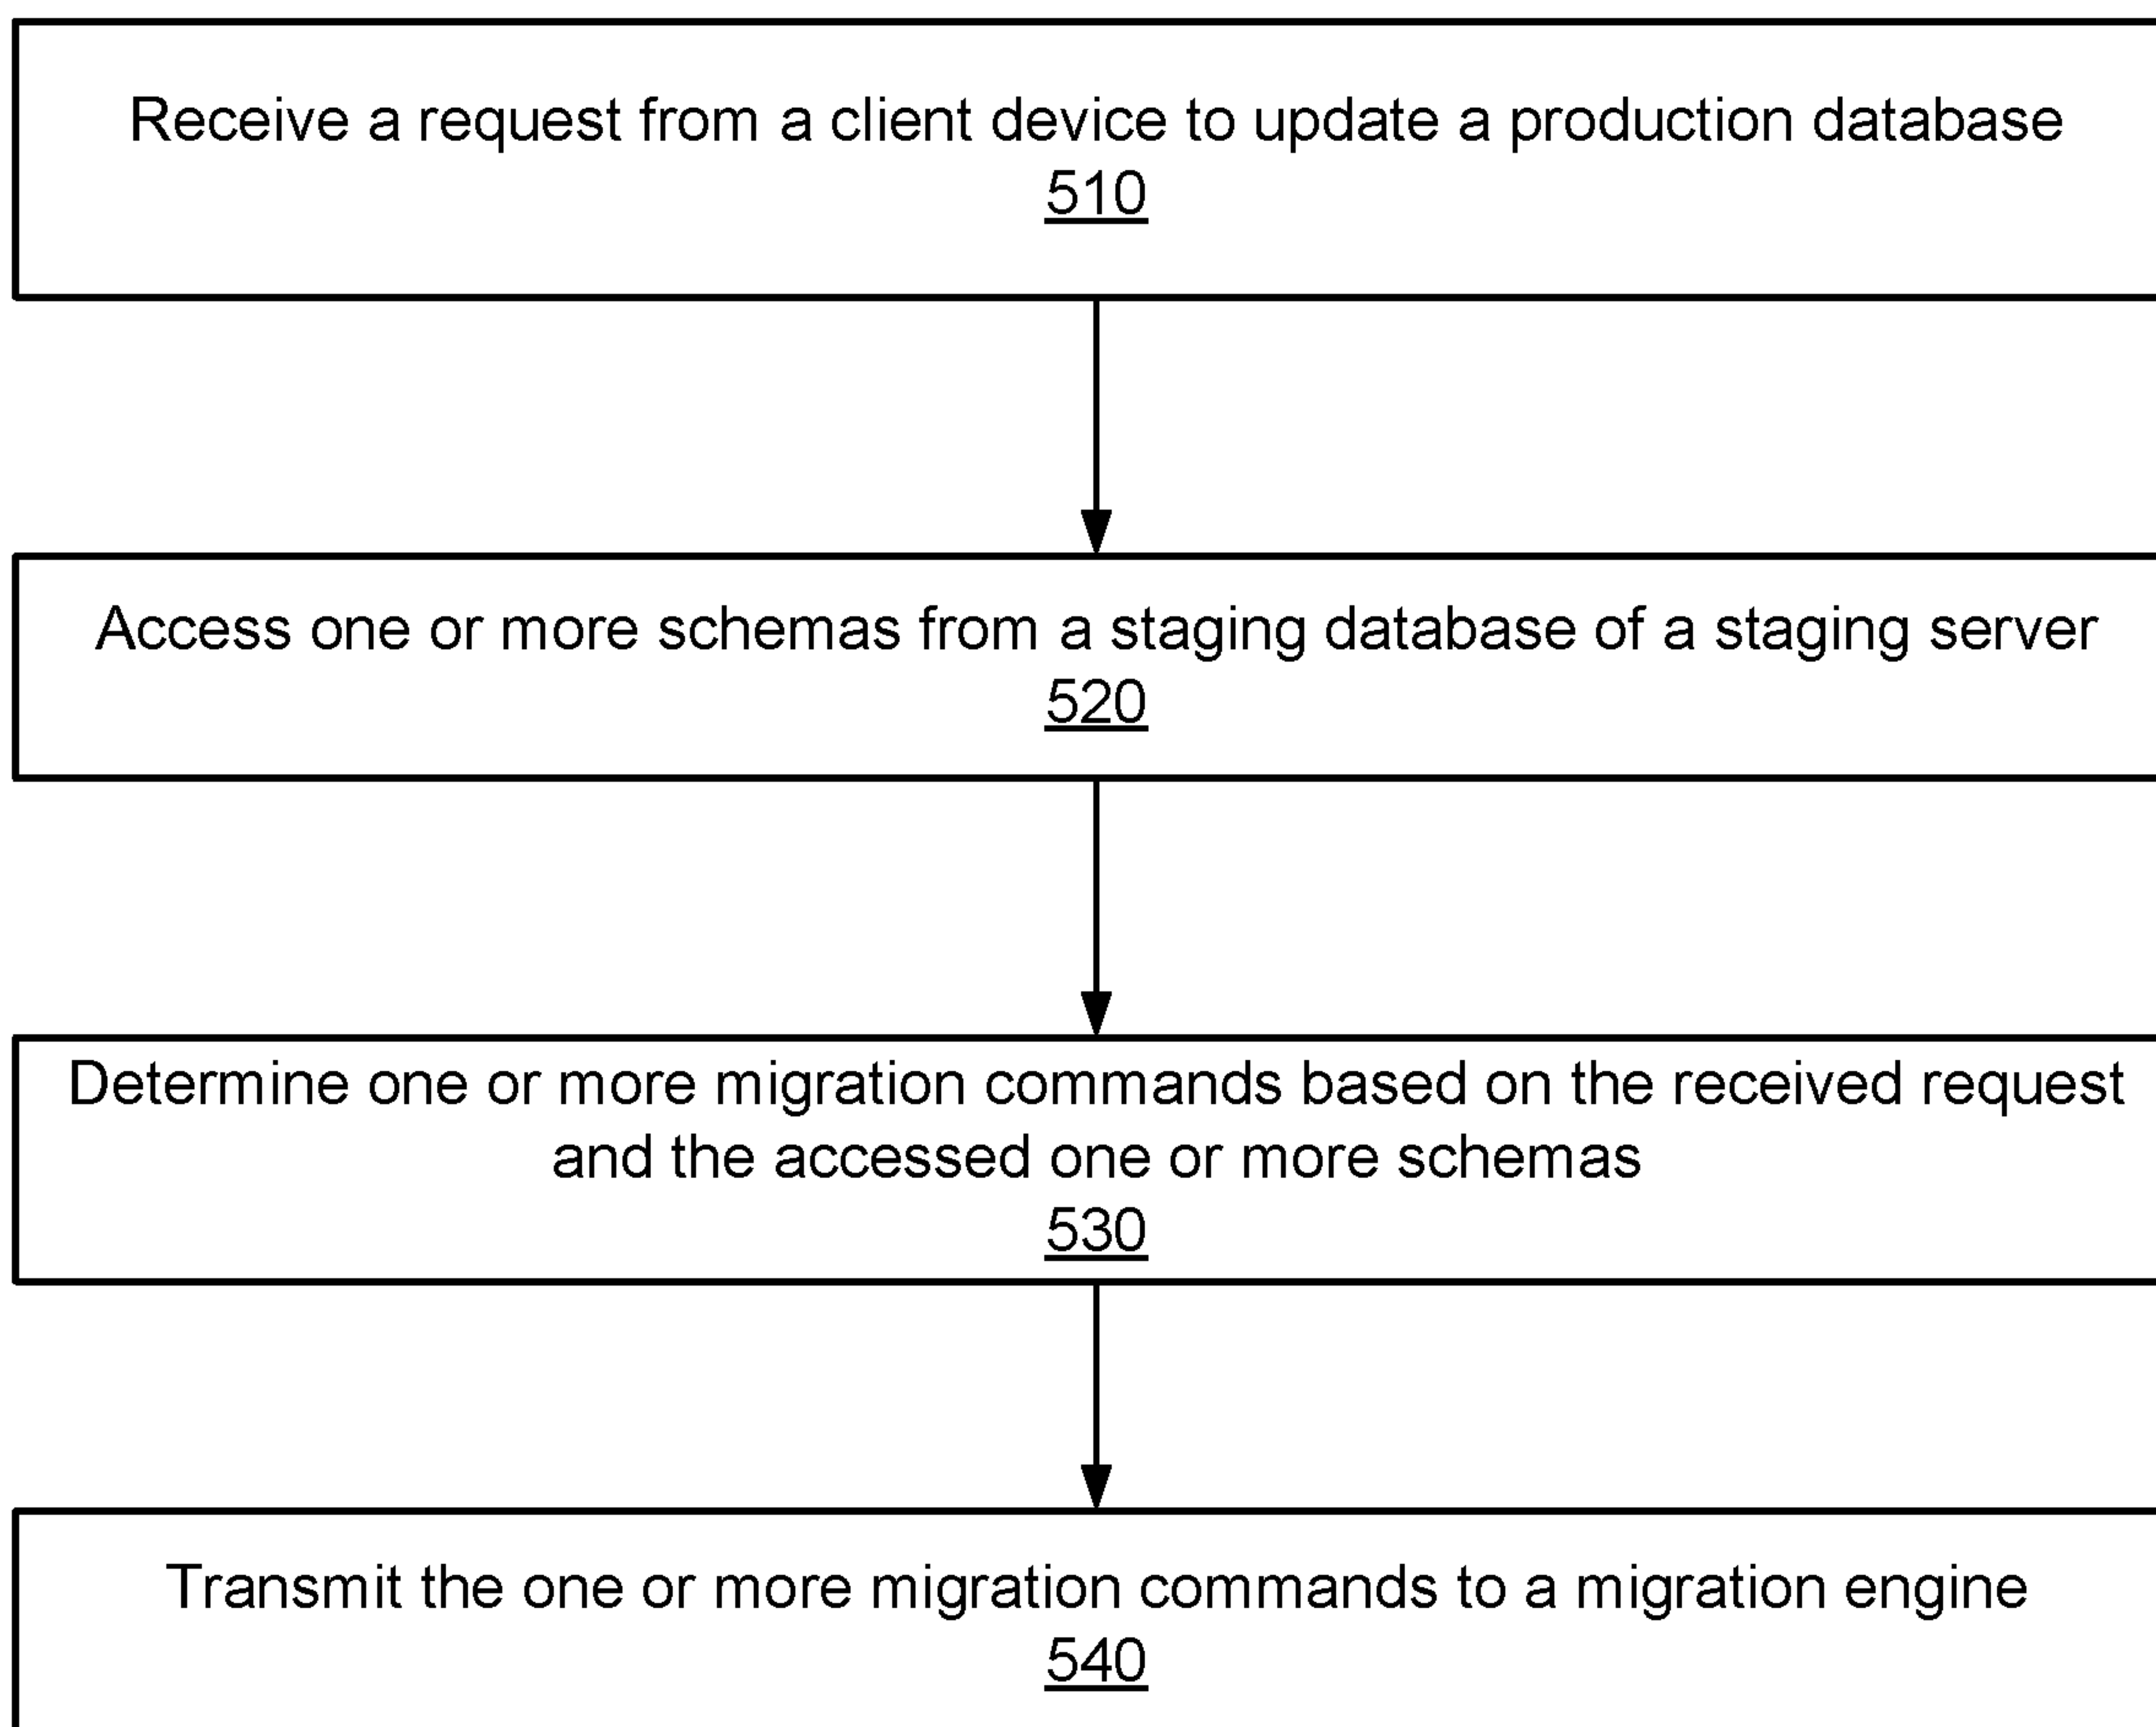 Receive a request from a client device to update a production database
510
Access one or more schemas from a staging database of a staging server
520
Determine one or more migration commands based on the received request
and the accessed one or more schemas
530
Transmit the one or more migration commands to a migration engine
540